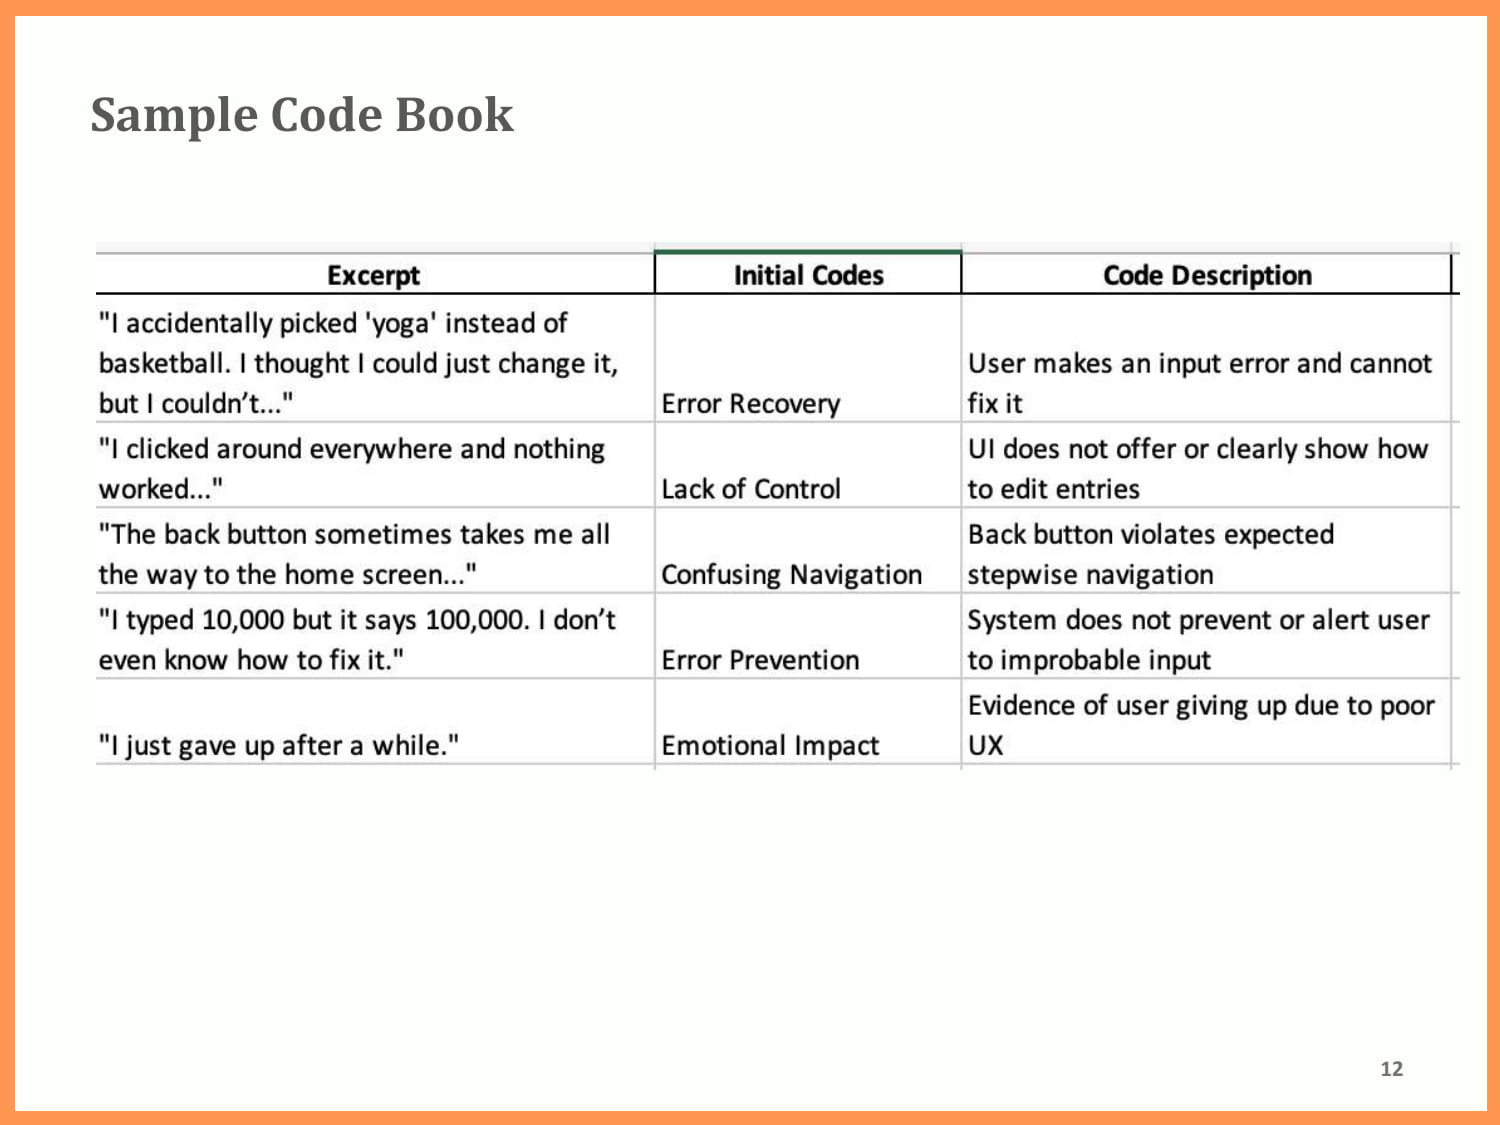 Sample Code Book
Excerpt Initial Codes Code Description
"I accidentally picked 'yoga' instead of
basketball. I thought I could just change it,
but I couldn’t..."
Error Recovery
User makes an input error and cannot
fix it
"I clicked around everywhere and nothing
worked..."
Lack of Control
UI does not offer or clearly show how
to edit entries
"The back button sometimes takes me all
the way to the home screen..."
Confusing Navigation
Back button violates expected
stepwise navigation
"I typed 10,000 but it says 100,000. I don’t
even know how to fix it."
Error Prevention
System does not prevent or alert user
to improbable input
"I just gave up after a while."
Emotional Impact
Evidence of user giving up due to poor
UX
12